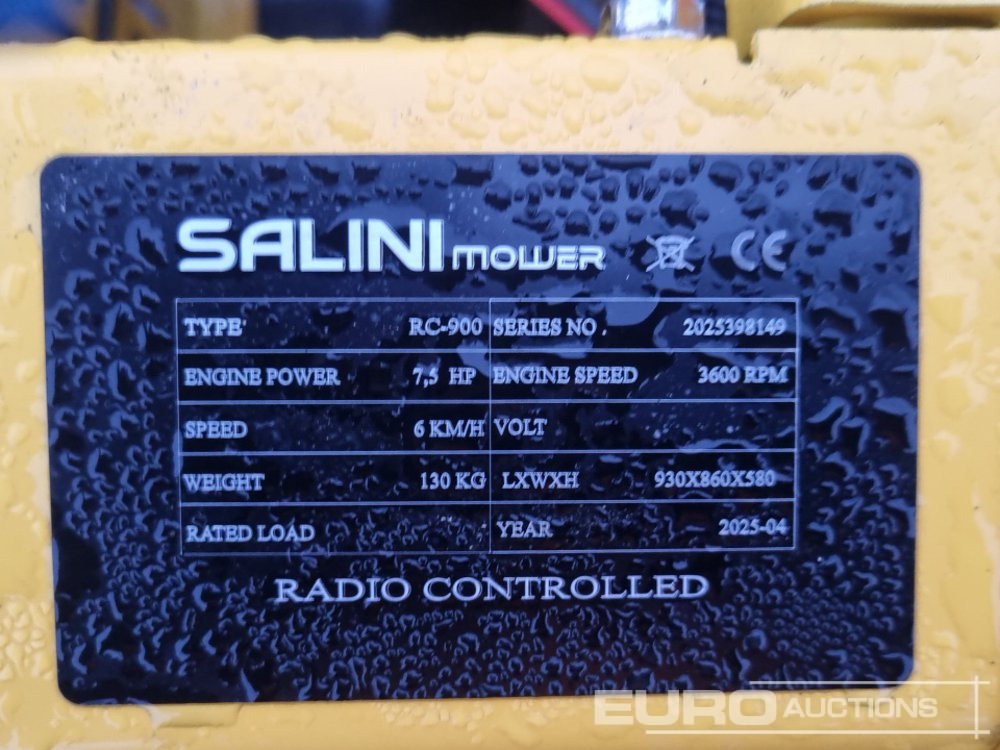 SALINI MOWER CE
TYPE RC-900 SERIES NO. 2025398149
ENGINE POWER 7,5 HP ENGINE SPEED 3600 RPM
SPEED 6 KM/H VOLT
WEIGHT 130 KG LXWXH 930X860X580
RATED LOAD YEAR 2025-04
RADIO CONTROLLED
EURO AUCTIONS